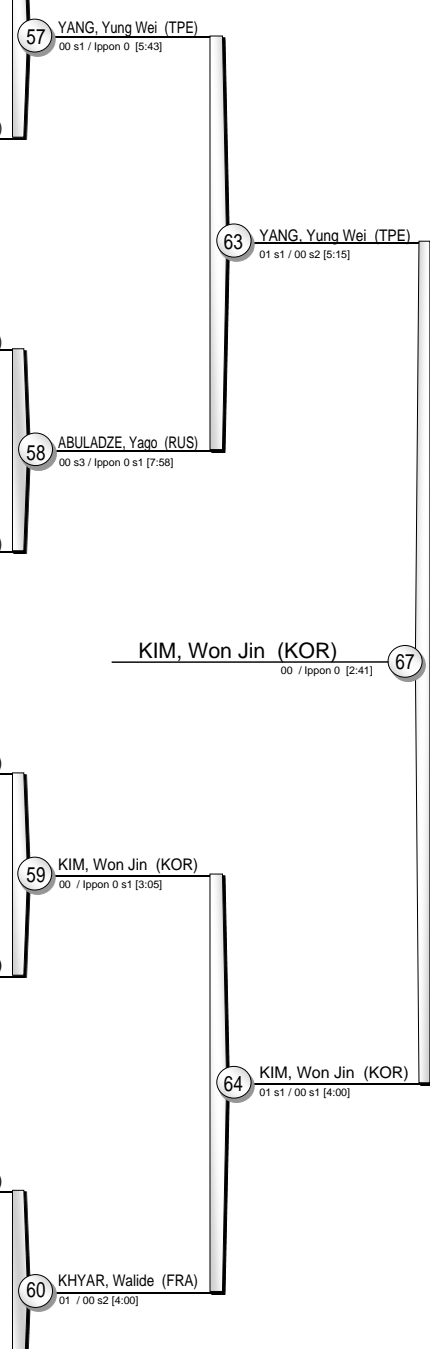 57 YANG, Yung Wei (TPE)
00 s1 / Ippon 0 [5:43]
63 YANG, Yung Wei (TPE)
01 s1 / 00 s2 [5:15]
58 ABULADZE, Yago (RUS)
00 s3 / Ippon 0 s1 [7:58]
KIM, Won Jin (KOR) 67
00 / Ippon 0 [2:41]
59 KIM, Won Jin (KOR)
00 / Ippon 0 s1 [3:05]
64 KIM, Won Jin (KOR)
01 s1 / 00 s1 [4:00]
60 KHYAR, Walide (FRA)
01 / 00 s2 [4:00]